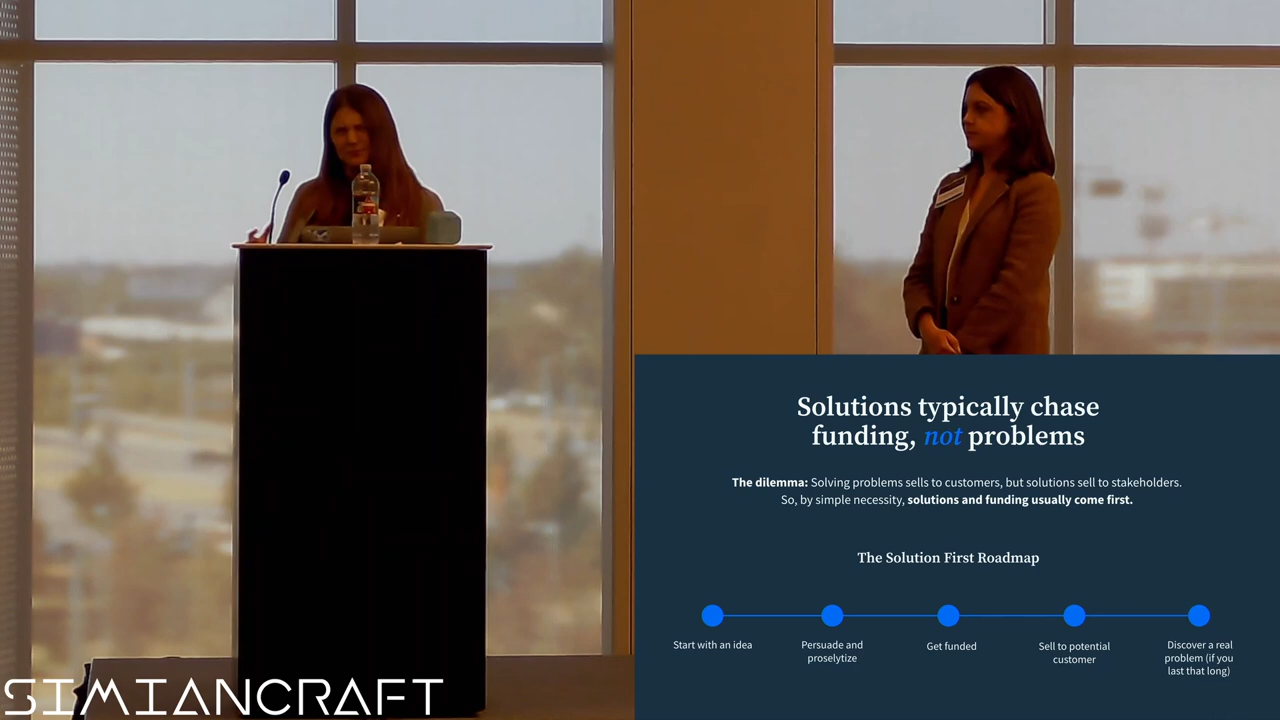 Solutions typically chase
funding, not problems
The dilemma: Solving problems sells to customers, but solutions sell to stakeholders.
So, by simple necessity, solutions and funding usually come first.
The Solution First Roadmap
Start with an idea
Persuade and
proselytize
Get funded
Sell to potential
customer
Discover a real
problem (if you
last that long)
SIMIANCRAFT